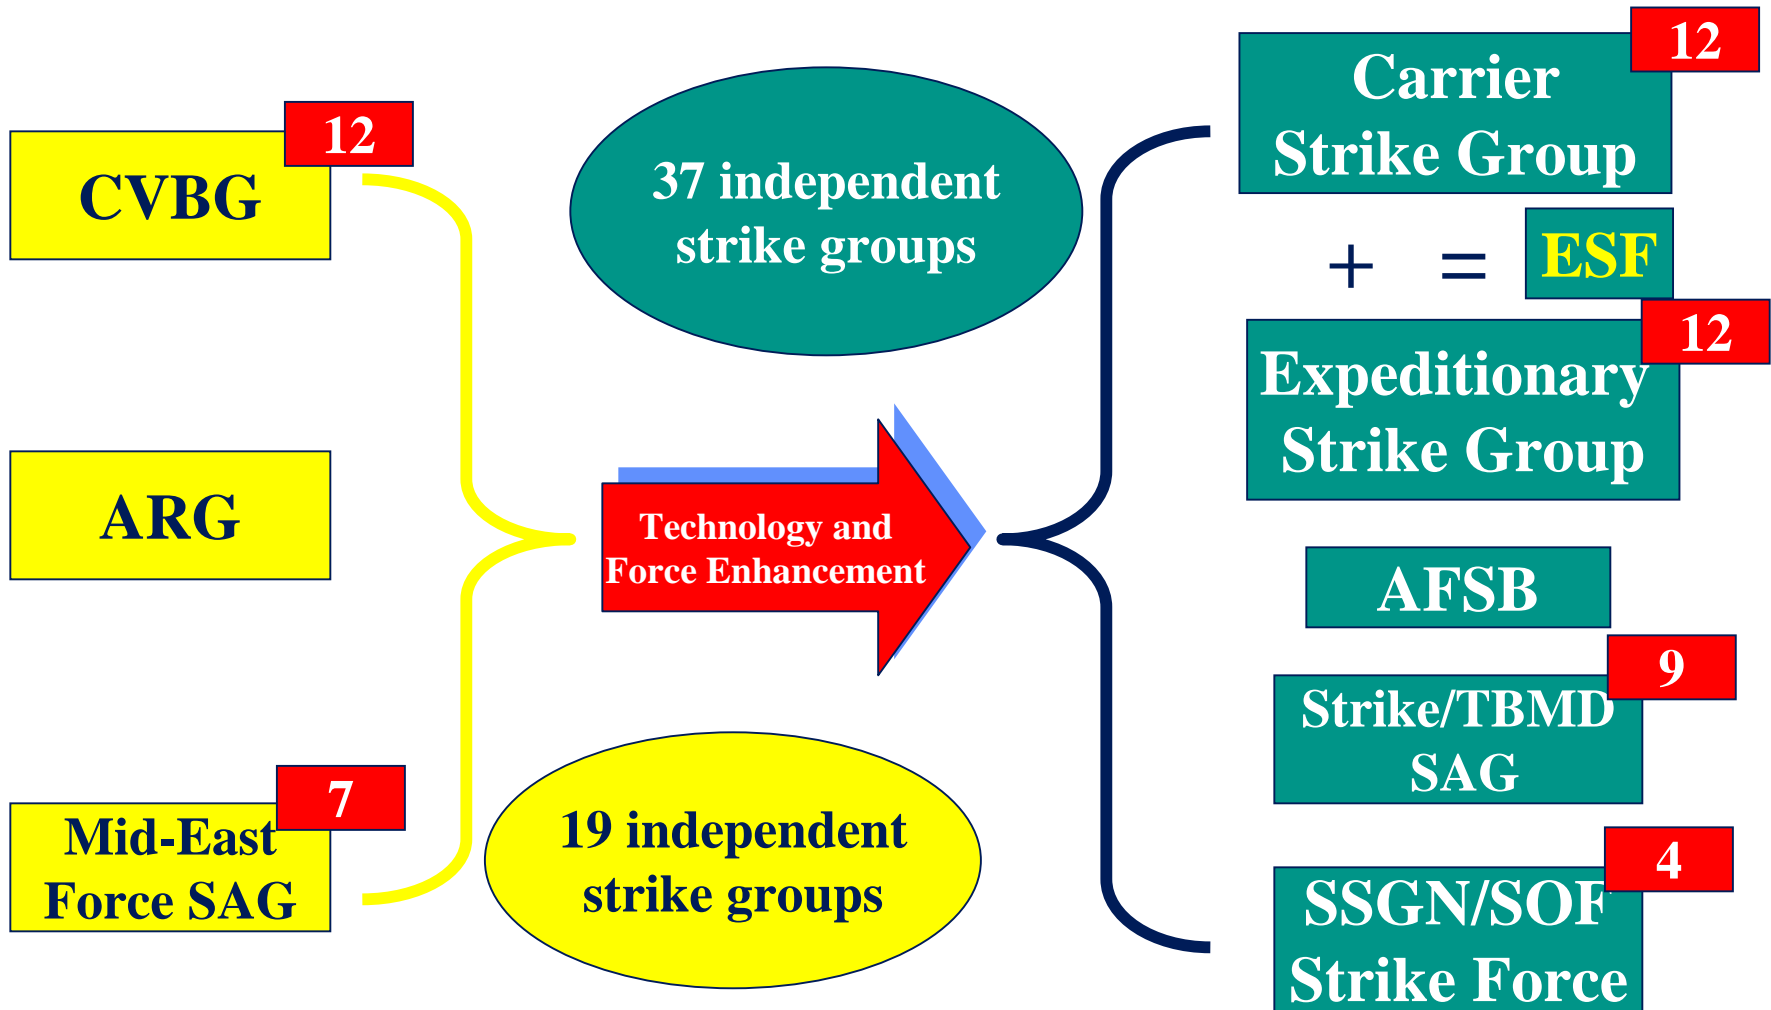 12
CVBG
ARG
7
Mid-East
Force SAG
37 independent
strike groups
Technology and
Force Enhancement
19 independent
strike groups
12
Carrier
Strike Group
+ = ESF
12
Expeditionary
Strike Group
AFSB
9
Strike/TBMD
SAG
4
SSGN/SOF
Strike Force